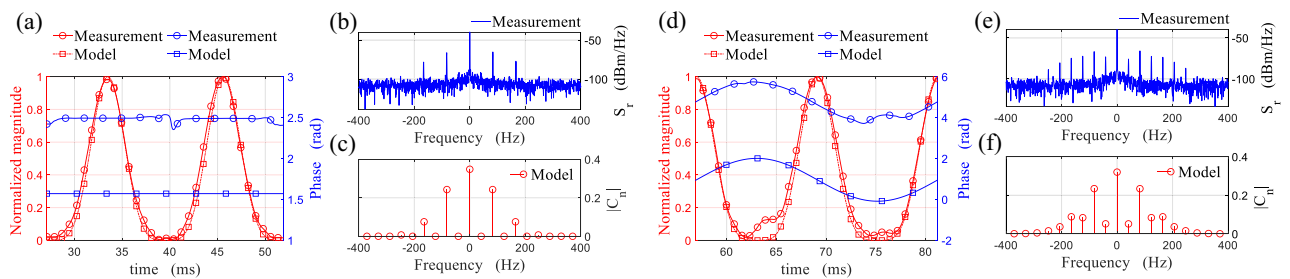 (a)
Measurement Measurement
Model Model
Normalized magnitude
1
0.8
0.6
0.4
0.2
0
3
2.5
2
1.5
1
Phase (rad)
35 45
30 40 50
time (ms)
(b)
Measurement
-50
-100
S_r (dBm/Hz)
-400 -200 0 200 400
Frequency (Hz)
(c)
Model
0.4
0.2
0
|C_n|
-400 -200 0 200 400
Frequency (Hz)
(d)
Measurement Measurement
Model Model
Normalized magnitude
1
0.8
0.6
0.4
0.2
0
6
4
2
0
-2
Phase (rad)
60 65 70 75 80
time (ms)
(e)
Measurement
-50
-100
S_r (dBm/Hz)
-400 -200 0 200 400
Frequency (Hz)
(f)
Model
0.4
0.2
0
|C_n|
-400 -200 0 200 400
Frequency (Hz)